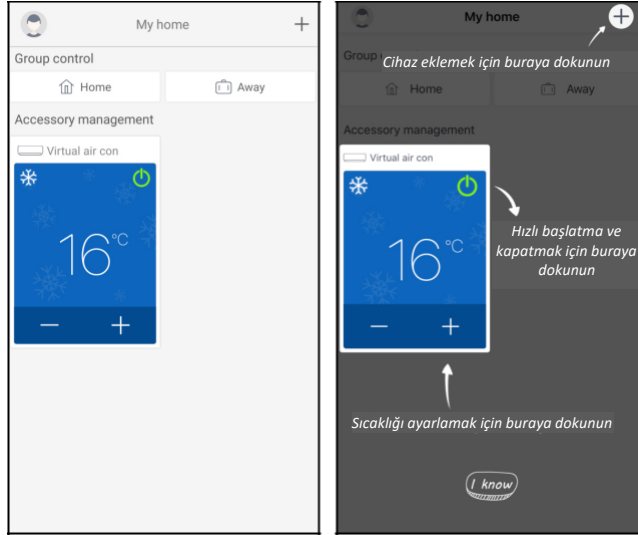 My home
+
Group control
Home
Away
Accessory management
Virtual air con
16°C
— +
My home
+
Cihaz eklemek için buraya dokunun
Group
Home
Away
Accessory management
Virtual air con
16°C
— +
Hızlı başlatma ve
kapatmak için buraya
dokunun
Sıcaklığı ayarlamak için buraya dokunun
I know